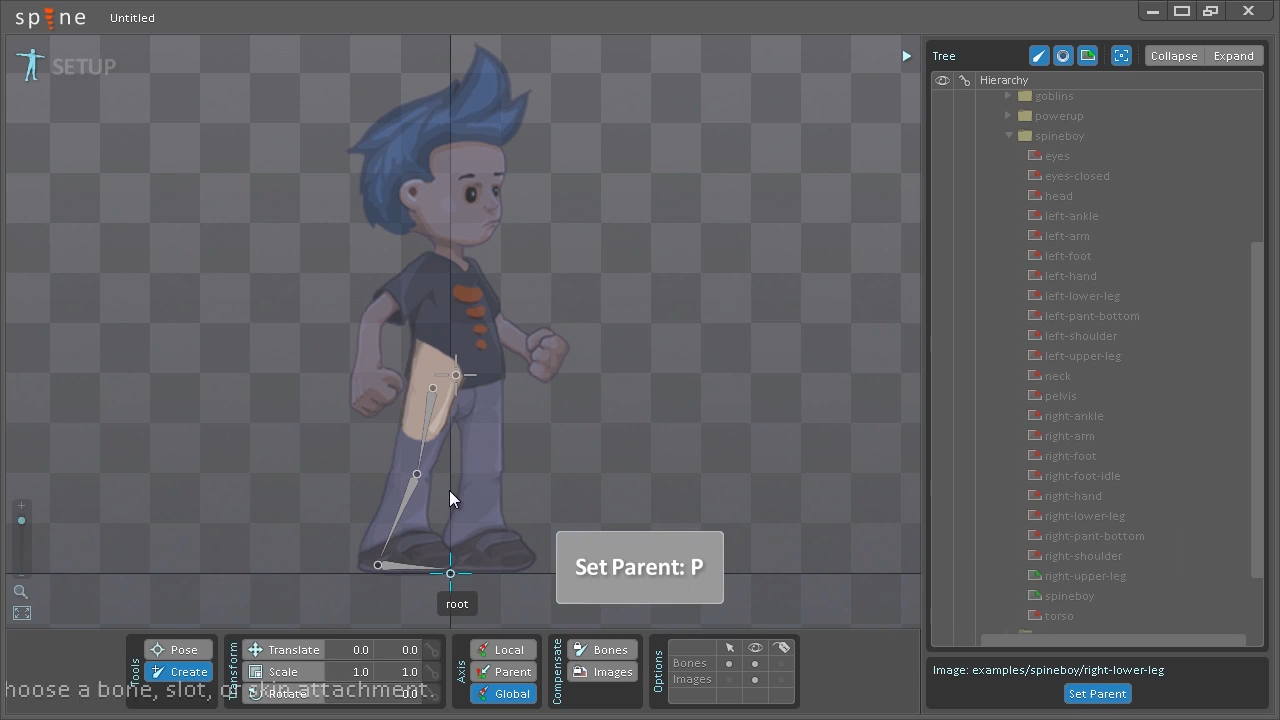 spine Untitled
SETUP
Tree Collapse Expand
Hierarchy
goblins
powerup
spineboy
eyes
eyes-closed
head
left-ankle
left-arm
left-foot
left-hand
left-lower-leg
left-pant-bottom
left-shoulder
left-upper-leg
neck
pelvis
right-ankle
right-arm
right-foot
right-foot-idle
right-hand
right-lower-leg
right-pant-bottom
right-shoulder
right-upper-leg
spineboy
torso
Set Parent: P
root
Tools
Pose
Create
Transform
Translate 0.0 0.0
Scale 1.0 1.0
Rotate 0.0
Axis
Local
Parent
Global
Compensate
Bones
Images
Options
Bones
Images
hoose a bone, slot, attachment.
Image: examples/spineboy/right-lower-leg
Set Parent